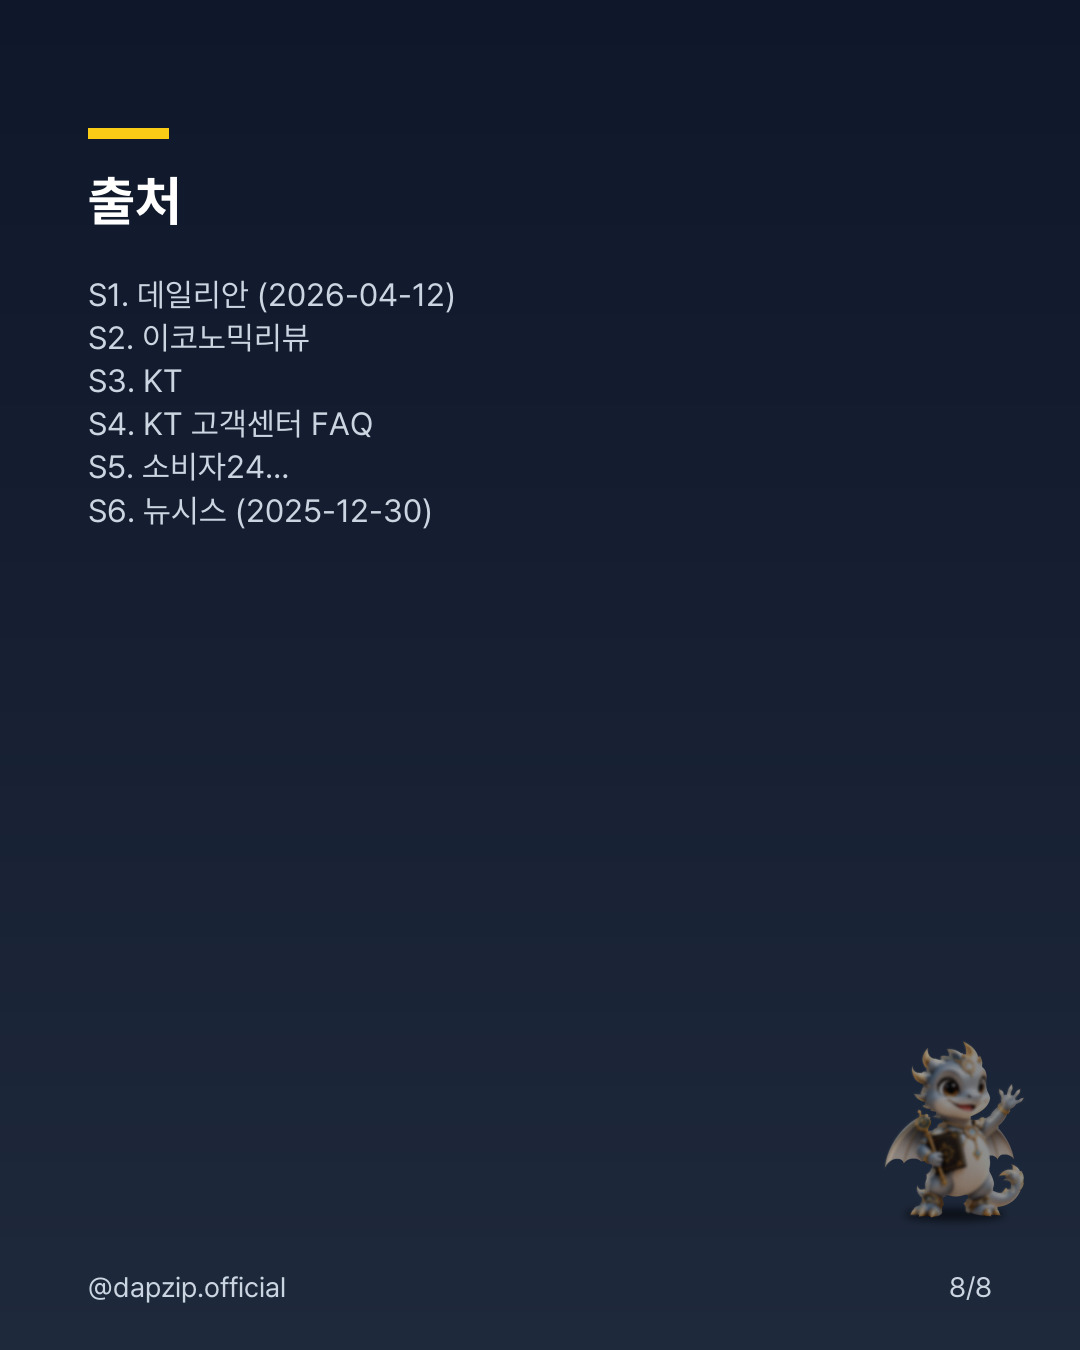 출처
S1. 데일리안 (2026-04-12)
S2. 이코노믹리뷰
S3. KT
S4. KT 고객센터 FAQ
S5. 소비자24...
S6. 뉴시스 (2025-12-30)
@dapzip.official
8/8